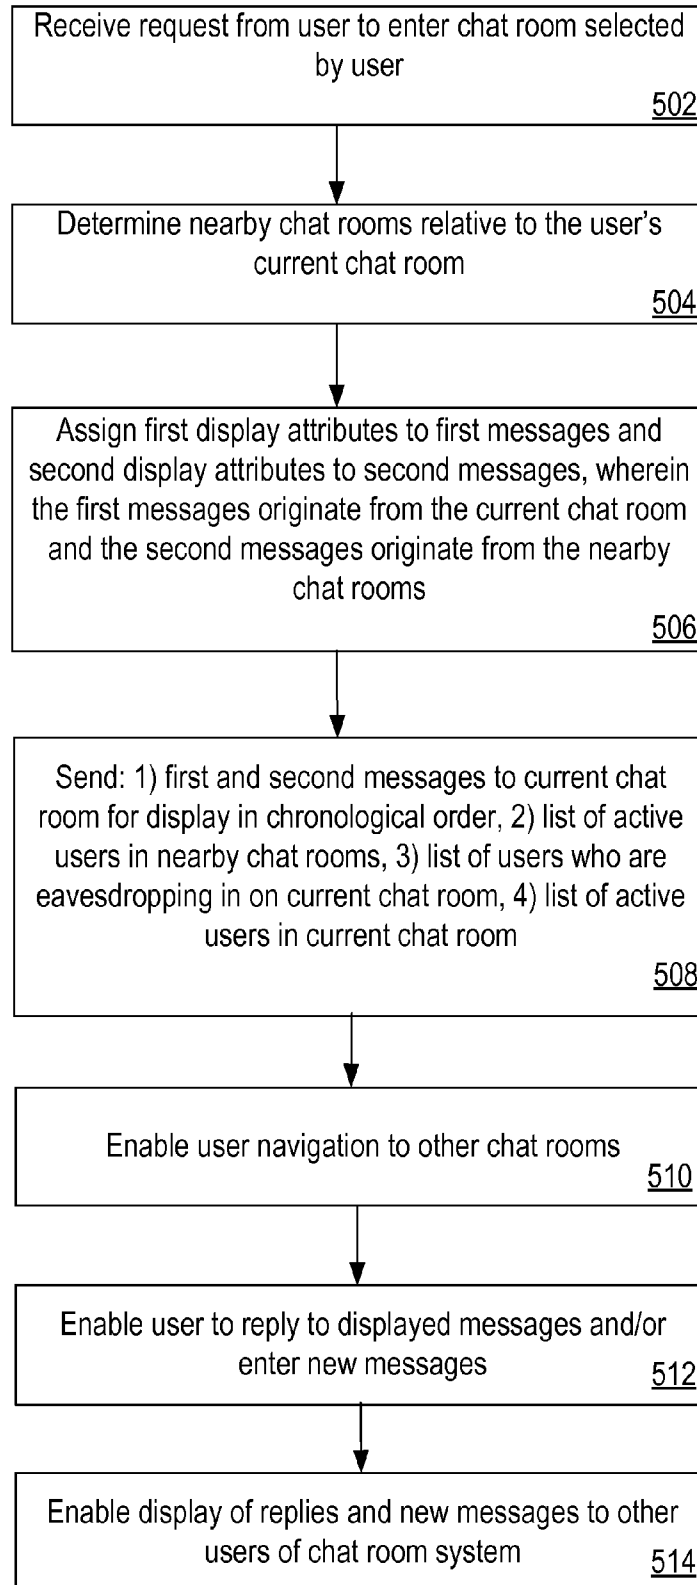 Receive request from user to enter chat room selected
by user
502
Determine nearby chat rooms relative to the user's
current chat room
504
Assign first display attributes to first messages and
second display attributes to second messages, wherein
the first messages originate from the current chat room
and the second messages originate from the nearby
chat rooms
506
Send: 1) first and second messages to current chat
room for display in chronological order, 2) list of active
users in nearby chat rooms, 3) list of users who are
eavesdropping in on current chat room, 4) list of active
users in current chat room
508
Enable user navigation to other chat rooms
510
Enable user to reply to displayed messages and/or
enter new messages
512
Enable display of replies and new messages to other
users of chat room system
514